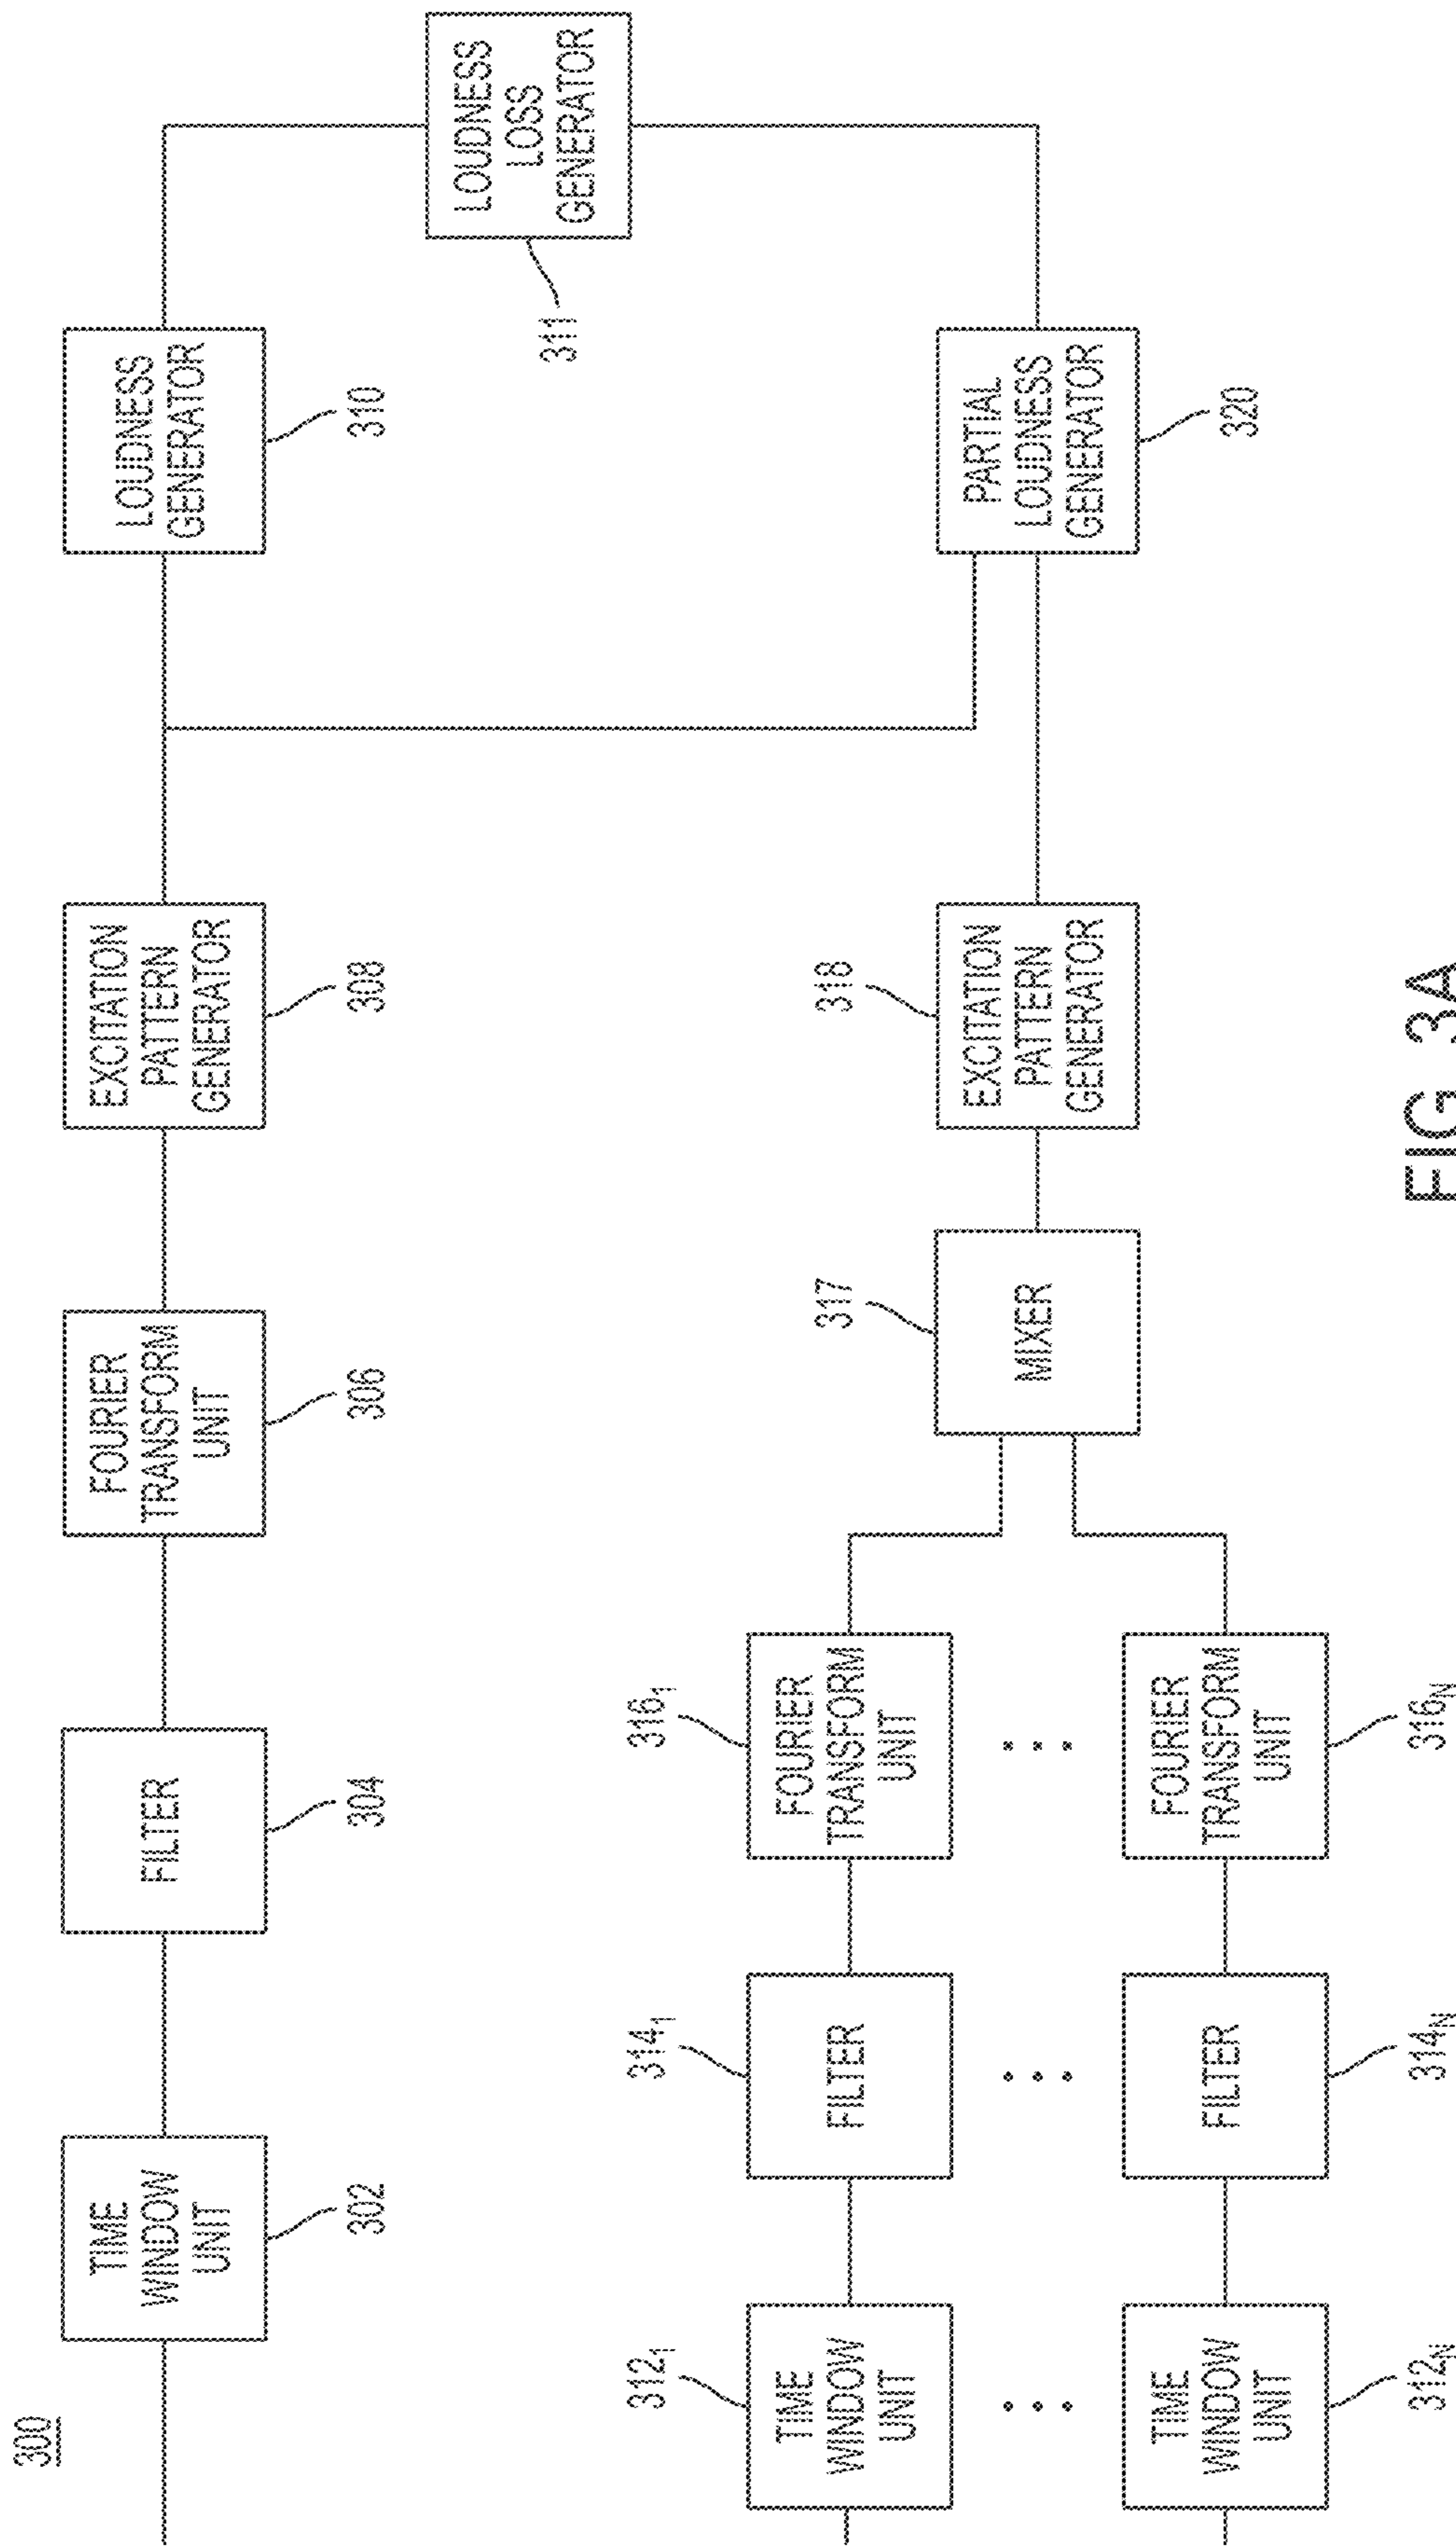 300
TIME
WINDOW
UNIT
302
FILTER
304
FOURIER
TRANSFORM
UNIT
306
EXCITATION
PATTERN
GENERATOR
308
LOUDNESS
GENERATOR
310
LOUDNESS
LOSS
GENERATOR
311
TIME
WINDOW
UNIT
312₁
FILTER
314₁
FOURIER
TRANSFORM
UNIT
316₁
TIME
WINDOW
UNIT
312N
FILTER
314N
FOURIER
TRANSFORM
UNIT
316N
MIXER
317
EXCITATION
PATTERN
GENERATOR
318
PARTIAL
LOUDNESS
GENERATOR
320
FIG. 3A